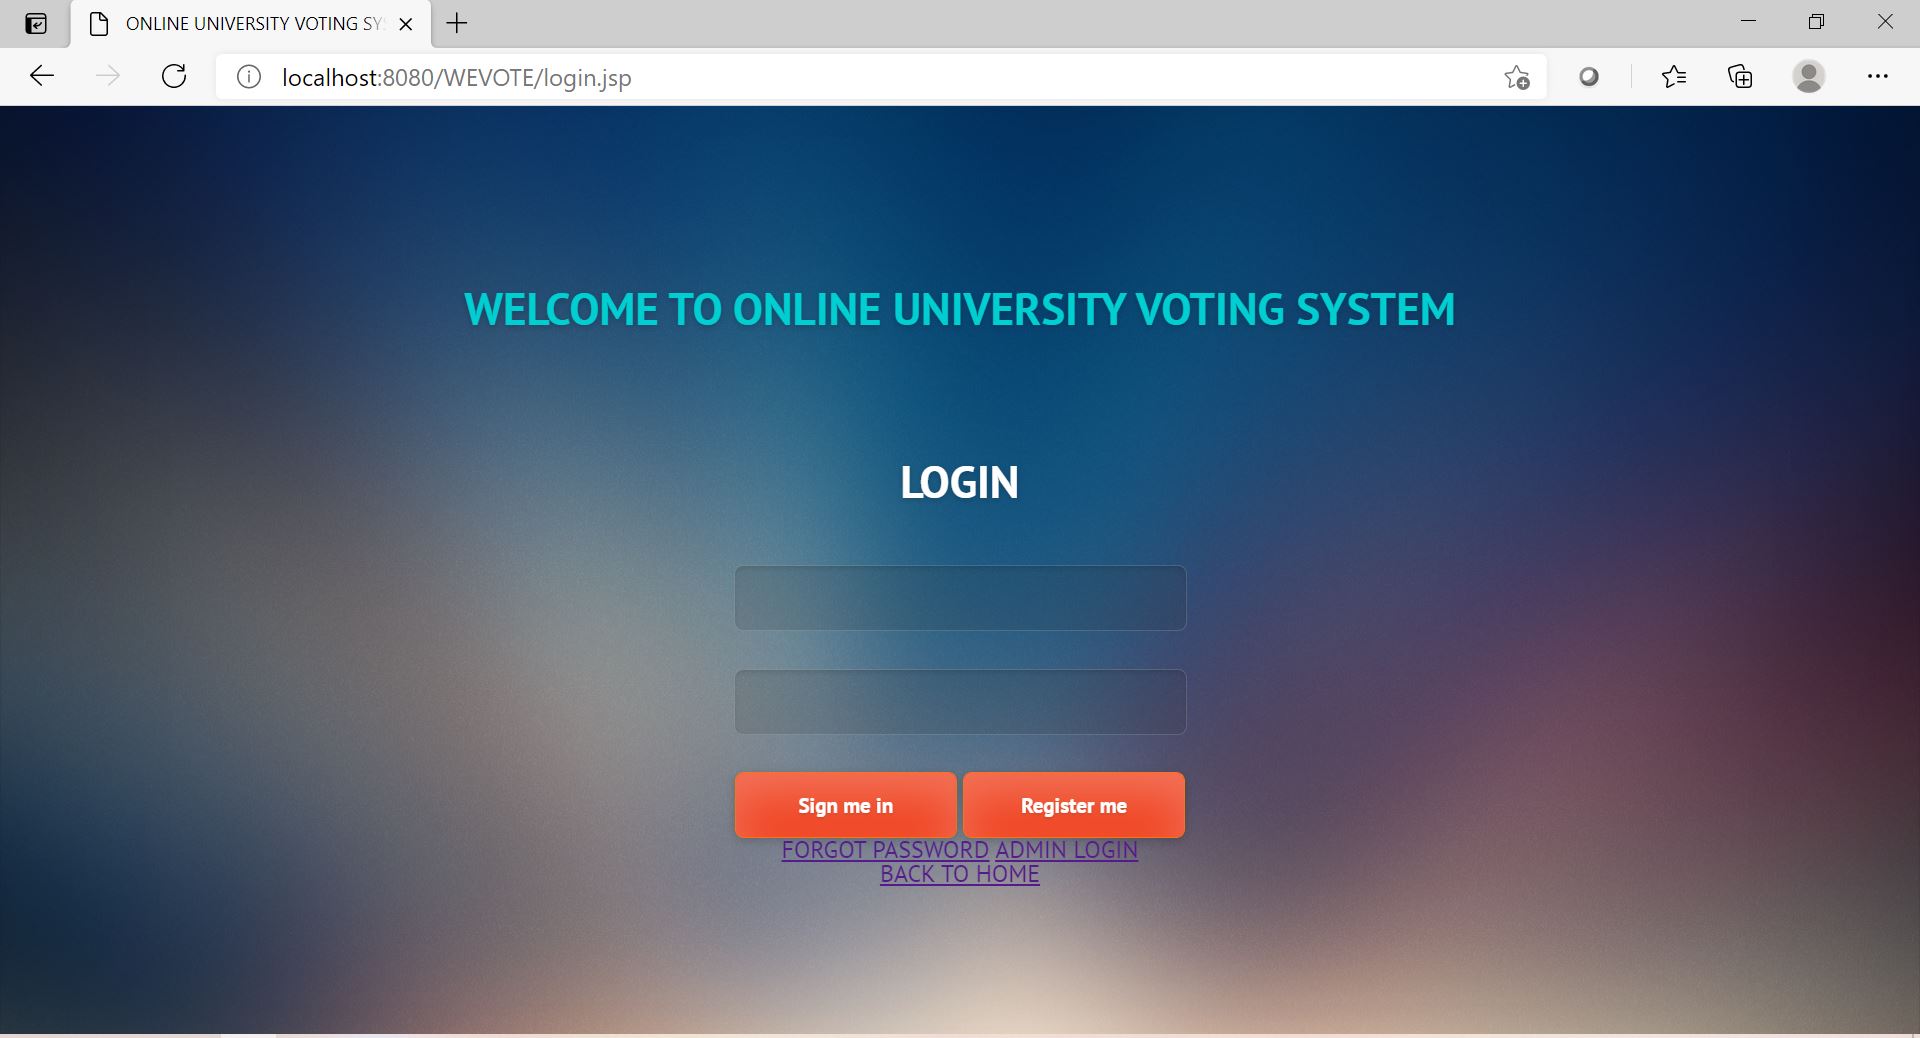 ONLINE UNIVERSITY VOTING SY
localhost:8080/WEVOTE/login.jsp
WELCOME TO ONLINE UNIVERSITY VOTING SYSTEM
LOGIN
Sign me in Register me
FORGOT PASSWORD ADMIN LOGIN
BACK TO HOME